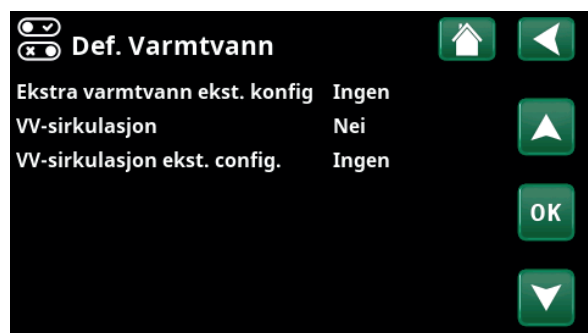 Def. Varmtvann
Ekstra varmtvann ekst. konfig Ingen
VV-sirkulasjon Nei
VV-sirkulasjon ekst. config. Ingen
OK